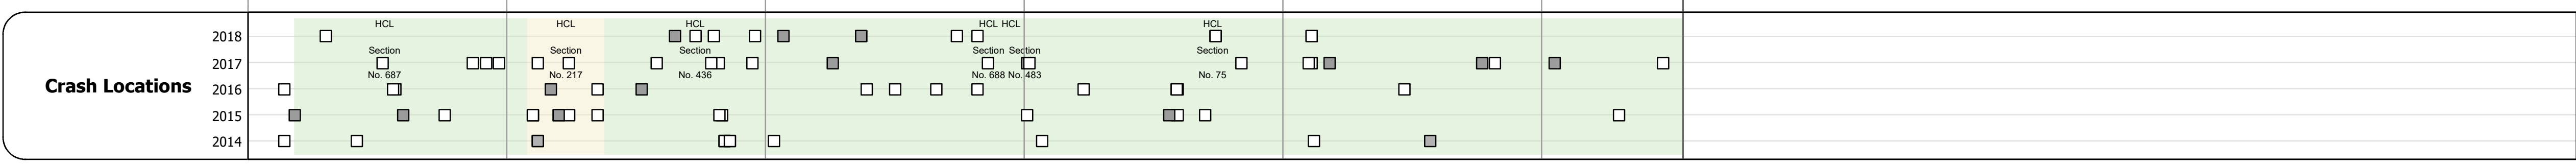 HCL HCL HCL HCL HCL HCL
2018
Section Section Section Section Section Section
2017
No. 687 No. 217 No. 436 No. 688 No. 483 No. 75
Crash Locations
2016
2015
2014